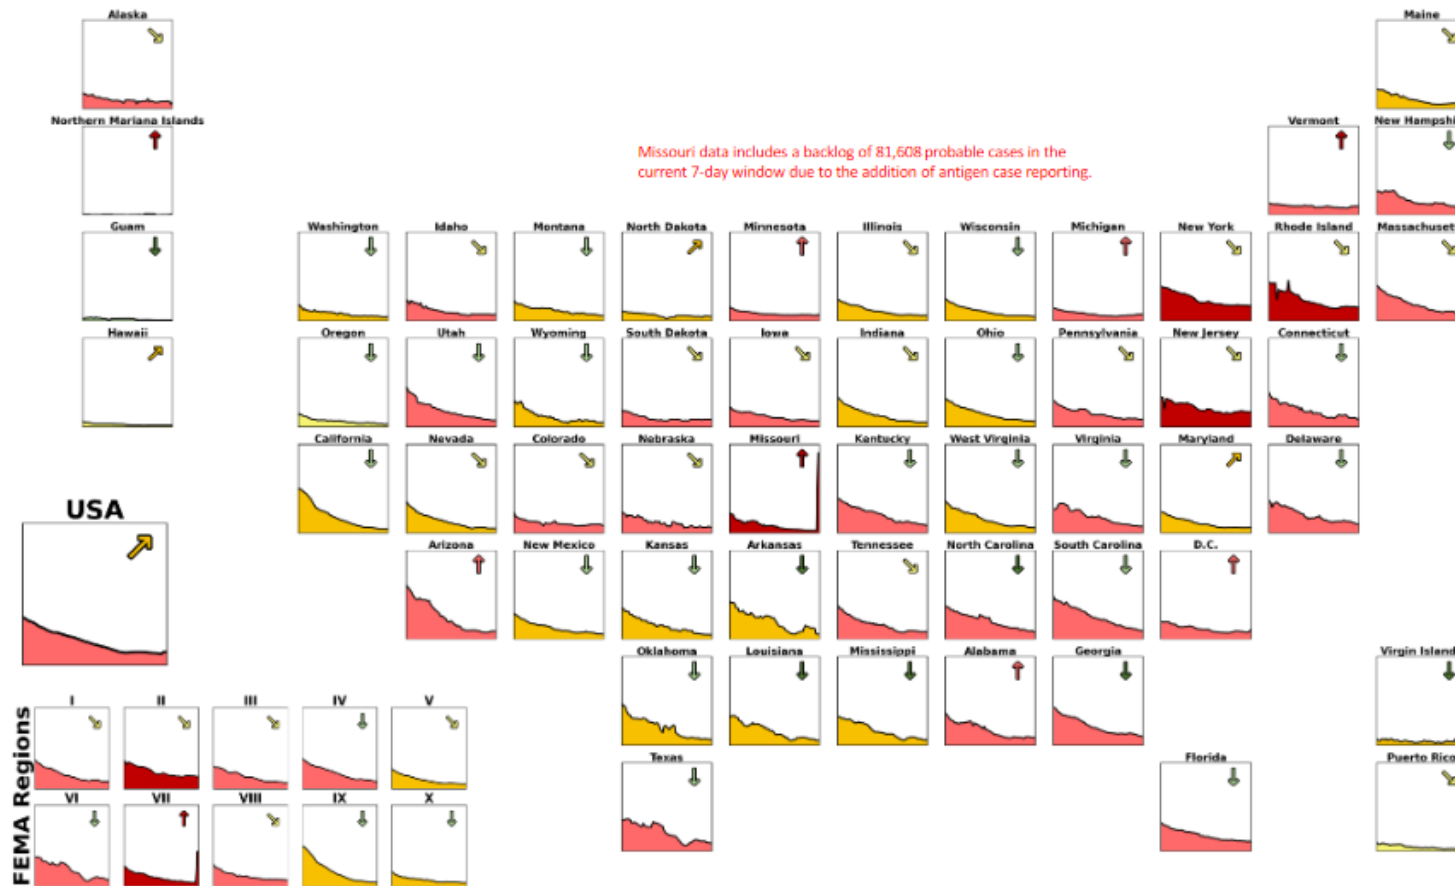 Alaska
Maine
Northern Mariana Islands
Vermont
New Hampshi
Missouri data includes a backlog of 81,608 probable cases in the
current 7-day window due to the addition of antigen case reporting.
Guam
Washington
Idaho
Montana
North Dakota
Minnesota
Illinois
Wisconsin
Michigan
New York
Rhode Island
Massachuset
Hawaii
Oregon
Utah
Wyoming
South Dakota
Iowa
Indiana
Ohio
Pennsylvania
New Jersey
Connecticut
California
Nevada
Colorado
Nebraska
Missouri
Kentucky
West Virginia
Virginia
Maryland
Delaware
USA
Arizona
New Mexico
Kansas
Arkansas
Tennessee
North Carolina
South Carolina
D.C.
Oklahoma
Louisiana
Mississippi
Alabama
Georgia
Virgin Island
Texas
Florida
Puerto Rico
FEMA Regions
I
II
III
IV
V
VI
VII
VIII
IX
X